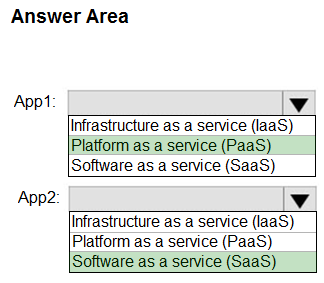 Answer Area
App1:
Infrastructure as a service (IaaS)
Platform as a service (PaaS)
Software as a service (SaaS)
App2:
Infrastructure as a service (IaaS)
Platform as a service (PaaS)
Software as a service (SaaS)